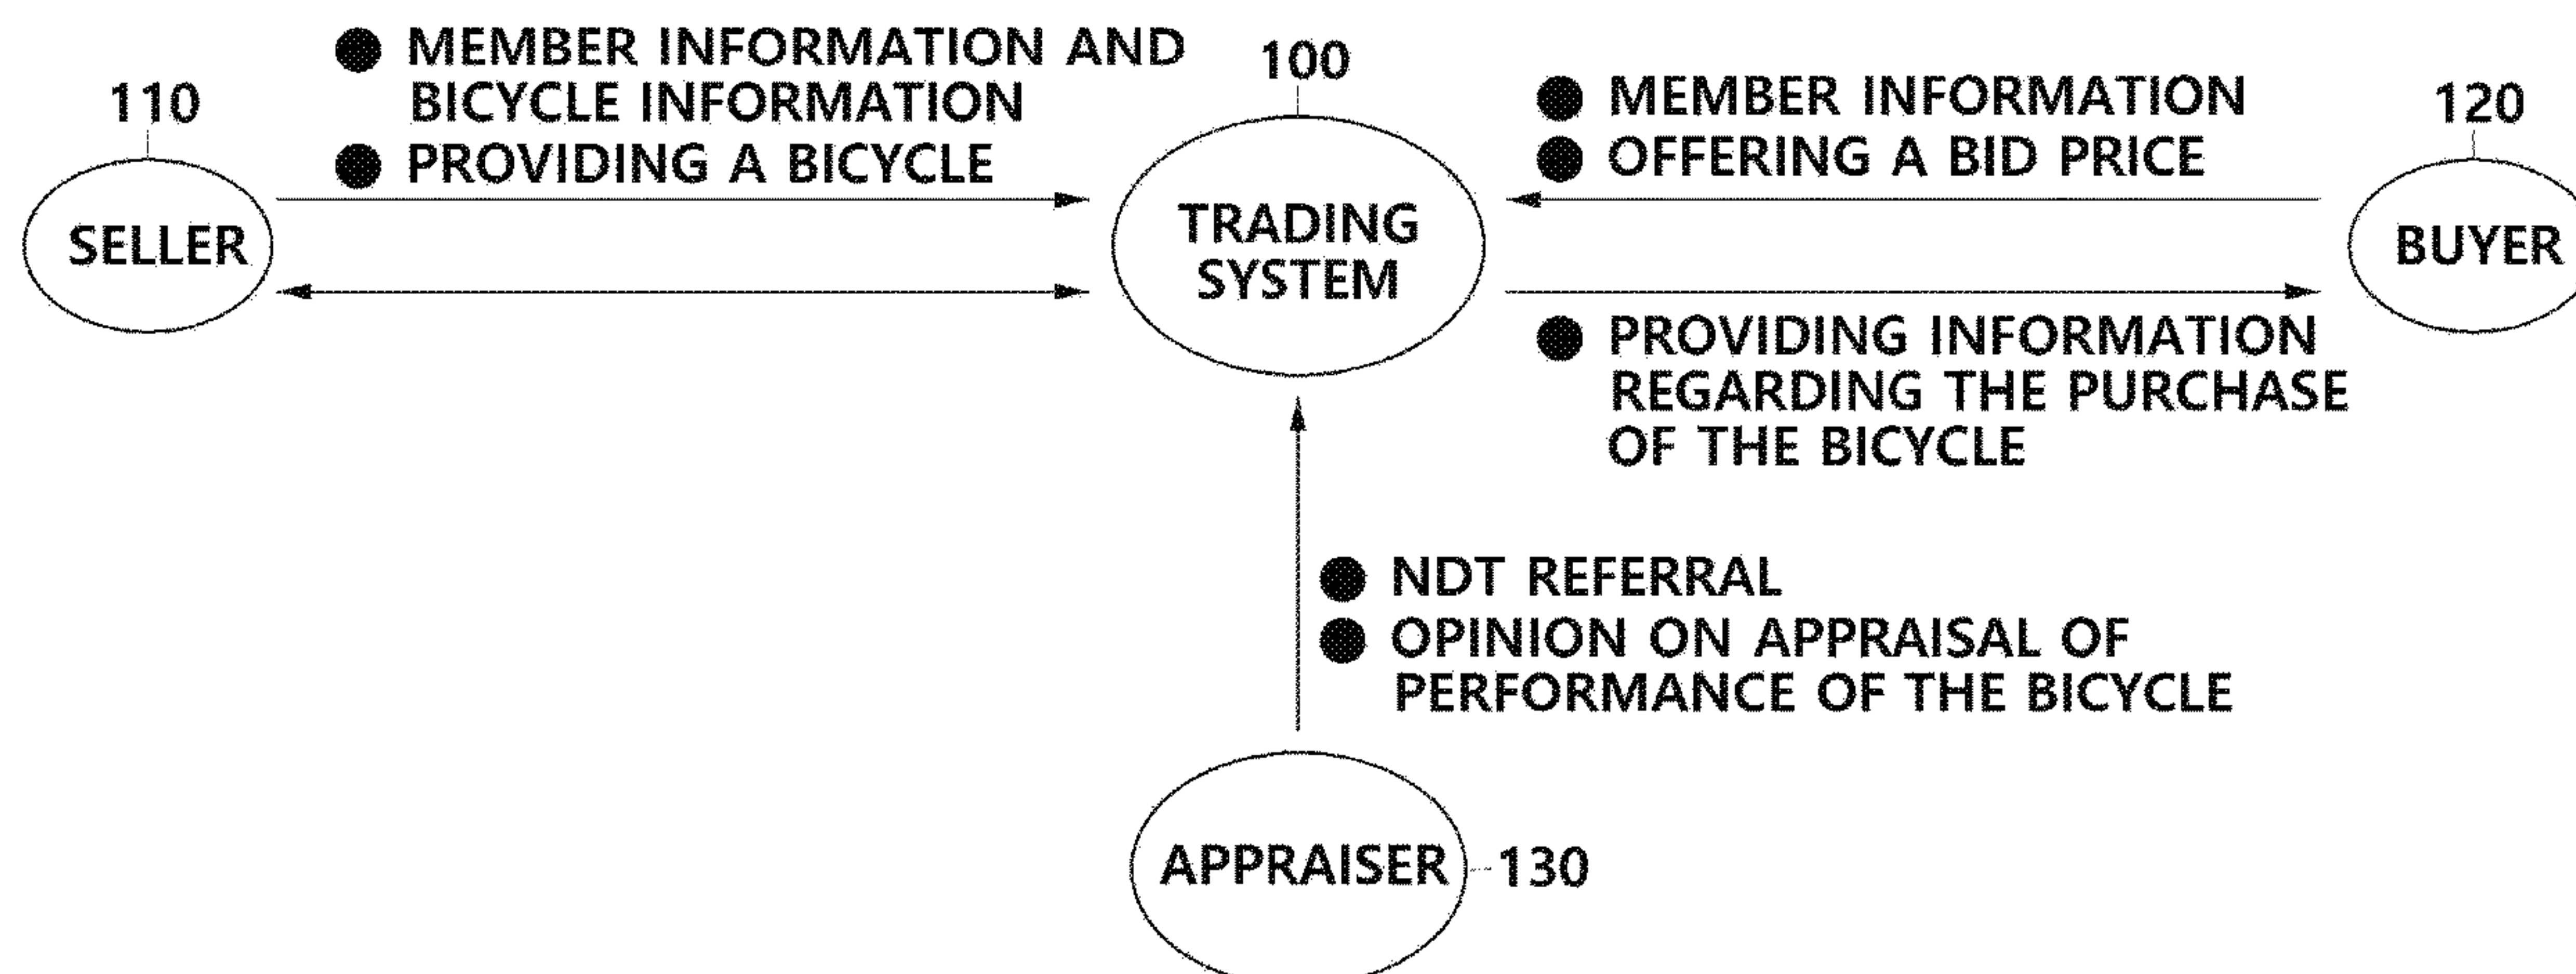 110
● MEMBER INFORMATION AND
BICYCLE INFORMATION
● PROVIDING A BICYCLE
SELLER
100
TRADING
SYSTEM
● MEMBER INFORMATION
● OFFERING A BID PRICE
120
BUYER
● PROVIDING INFORMATION
REGARDING THE PURCHASE
OF THE BICYCLE
● NDT REFERRAL
● OPINION ON APPRAISAL OF
PERFORMANCE OF THE BICYCLE
APPRAISER
130